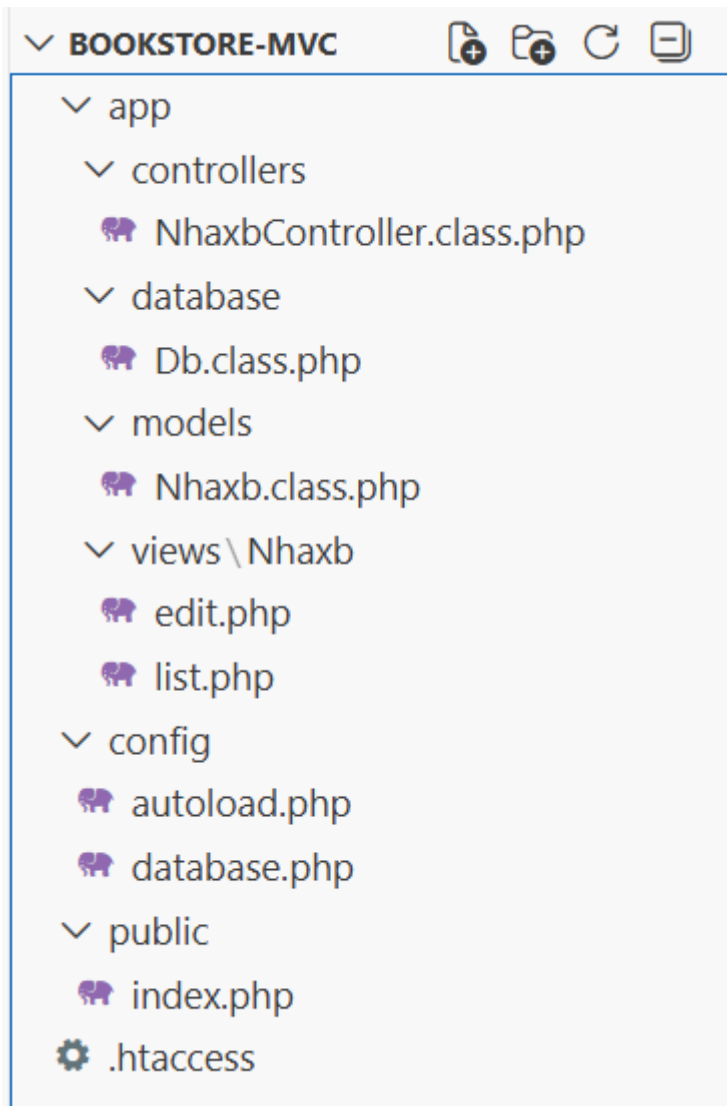 BOOKSTORE-MVC
app
controllers
NhaxbController.class.php
database
Db.class.php
models
Nhaxb.class.php
views\Nhaxb
edit.php
list.php
config
autoload.php
database.php
public
index.php
.htaccess